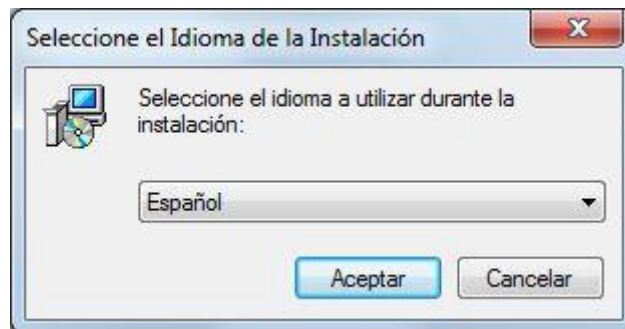 Seleccione el Idioma de la Instalación
Seleccione el idioma a utilizar durante la
instalación:
Español
Aceptar
Cancelar